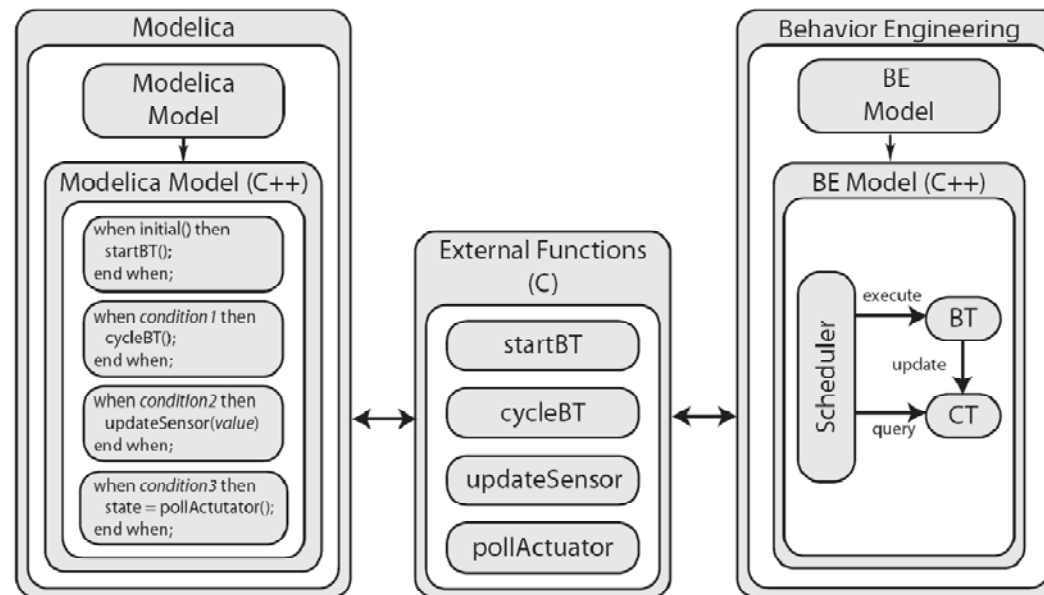 Modelica
Modelica
Model
Modelica Model (C++)
when initial() then
startBT();
end when;
when condition1 then
cycleBT();
end when;
when condition2 then
updateSensor(value)
end when;
when condition3 then
state = pollActutator();
end when;
External Functions
(C)
startBT
cycleBT
updateSensor
pollActuator
Behavior Engineering
BE
Model
BE Model (C++)
Scheduler
execute
BT
update
CT
query